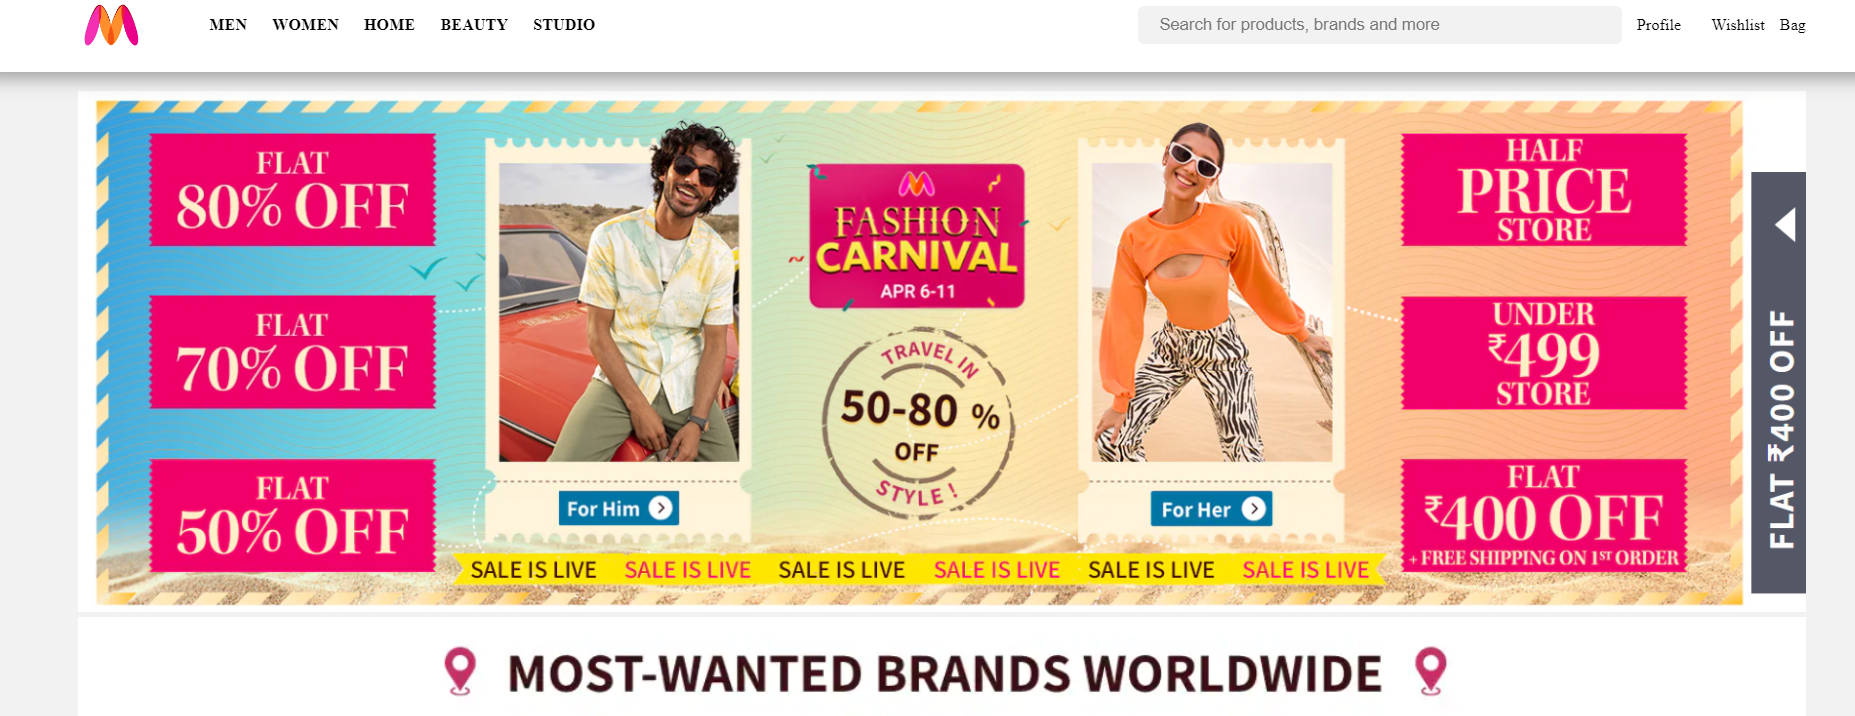 MEN WOMEN HOME BEAUTY STUDIO
Search for products, brands and more
Profile Wishlist Bag
FLAT
80% OFF
FLAT
70% OFF
FLAT
50% OFF
For Him
FASHION
CARNIVAL
APR 6-11
TRAVEL IN
50-80 %
OFF
STYLE!
For Her
HALF
PRICE
STORE
UNDER
₹499
STORE
FLAT
₹400 OFF
+ FREE SHIPPING ON 1ST ORDER
SALE IS LIVE SALE IS LIVE SALE IS LIVE SALE IS LIVE SALE IS LIVE SALE IS LIVE
FLAT ₹400 OFF
MOST-WANTED BRANDS WORLDWIDE